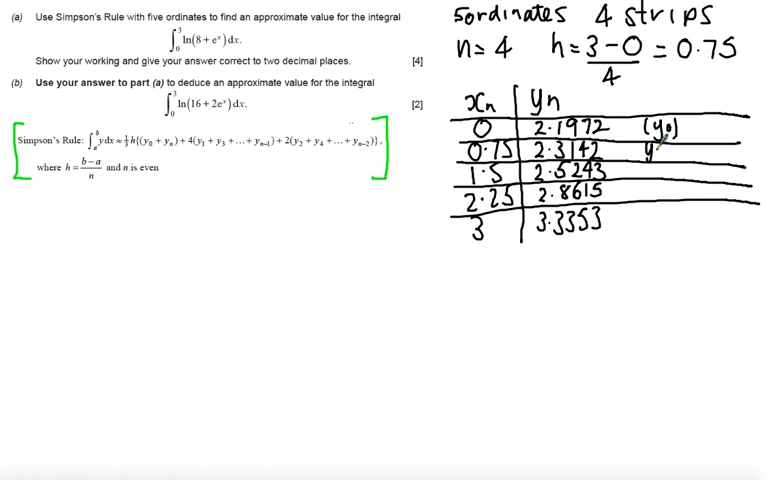 (a) Use Simpson's Rule with five ordinates to find an approximate value for the integral
∫₀³ ln(8 + eˣ) dx.
Show your working and give your answer correct to two decimal places. [4]
(b) Use your answer to part (a) to deduce an approximate value for the integral
∫₀³ ln(16 + 2eˣ) dx. [2]
Simpson's Rule: ∫ₐᵇ y dx ≈ ⅓h{(y₀ + yₙ) + 4(y₁ + y₃ + … + yₙ₋₁) + 2(y₂ + y₄ + … + yₙ₋₂)},
where h = (b − a)/n and n is even
5 ordinates 4 strips
n = 4 h = (3 − 0)/4 = 0.75
xn yn
0 2.1972 (y0)
0.75 2.3142 y
1.5 2.5243
2.25 2.8615
3 3.3353